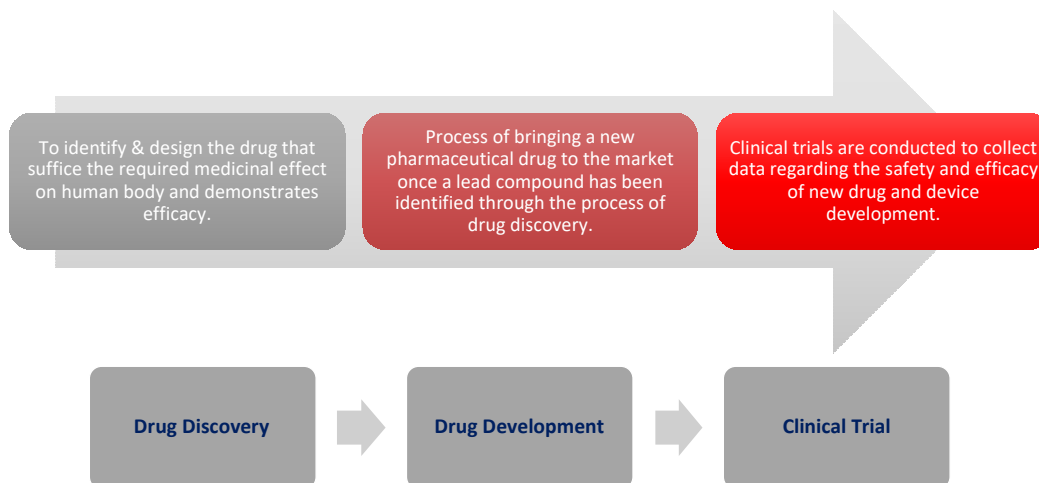 To identify & design the drug that
suffice the required medicinal effect
on human body and demonstrates
efficacy.
Process of bringing a new
pharmaceutical drug to the market
once a lead compound has been
identified through the process of
drug discovery.
Clinical trials are conducted to collect
data regarding the safety and efficacy
of new drug and device
development.
Drug Discovery
Drug Development
Clinical Trial